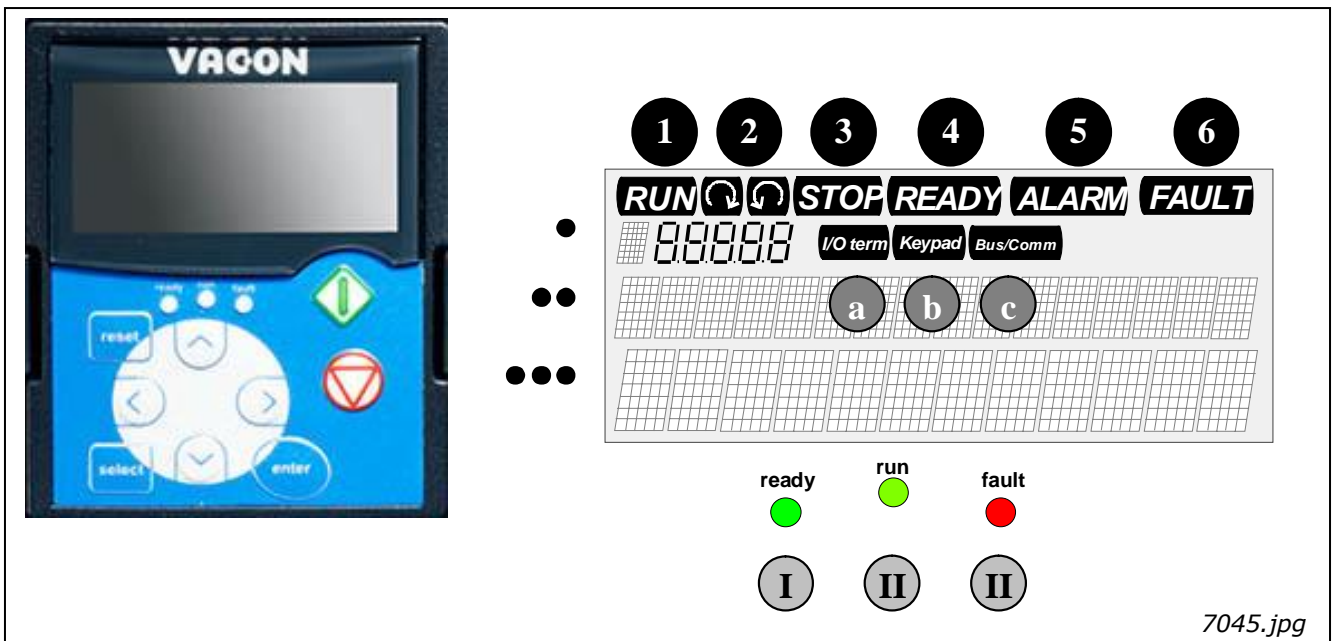 VACON
ready run fault
reset
select
enter
1 2 3 4 5 6
RUN STOP READY ALARM FAULT
88888 I/O term Keypad Bus/Comm
a b c
ready run fault
I II II
7045.jpg